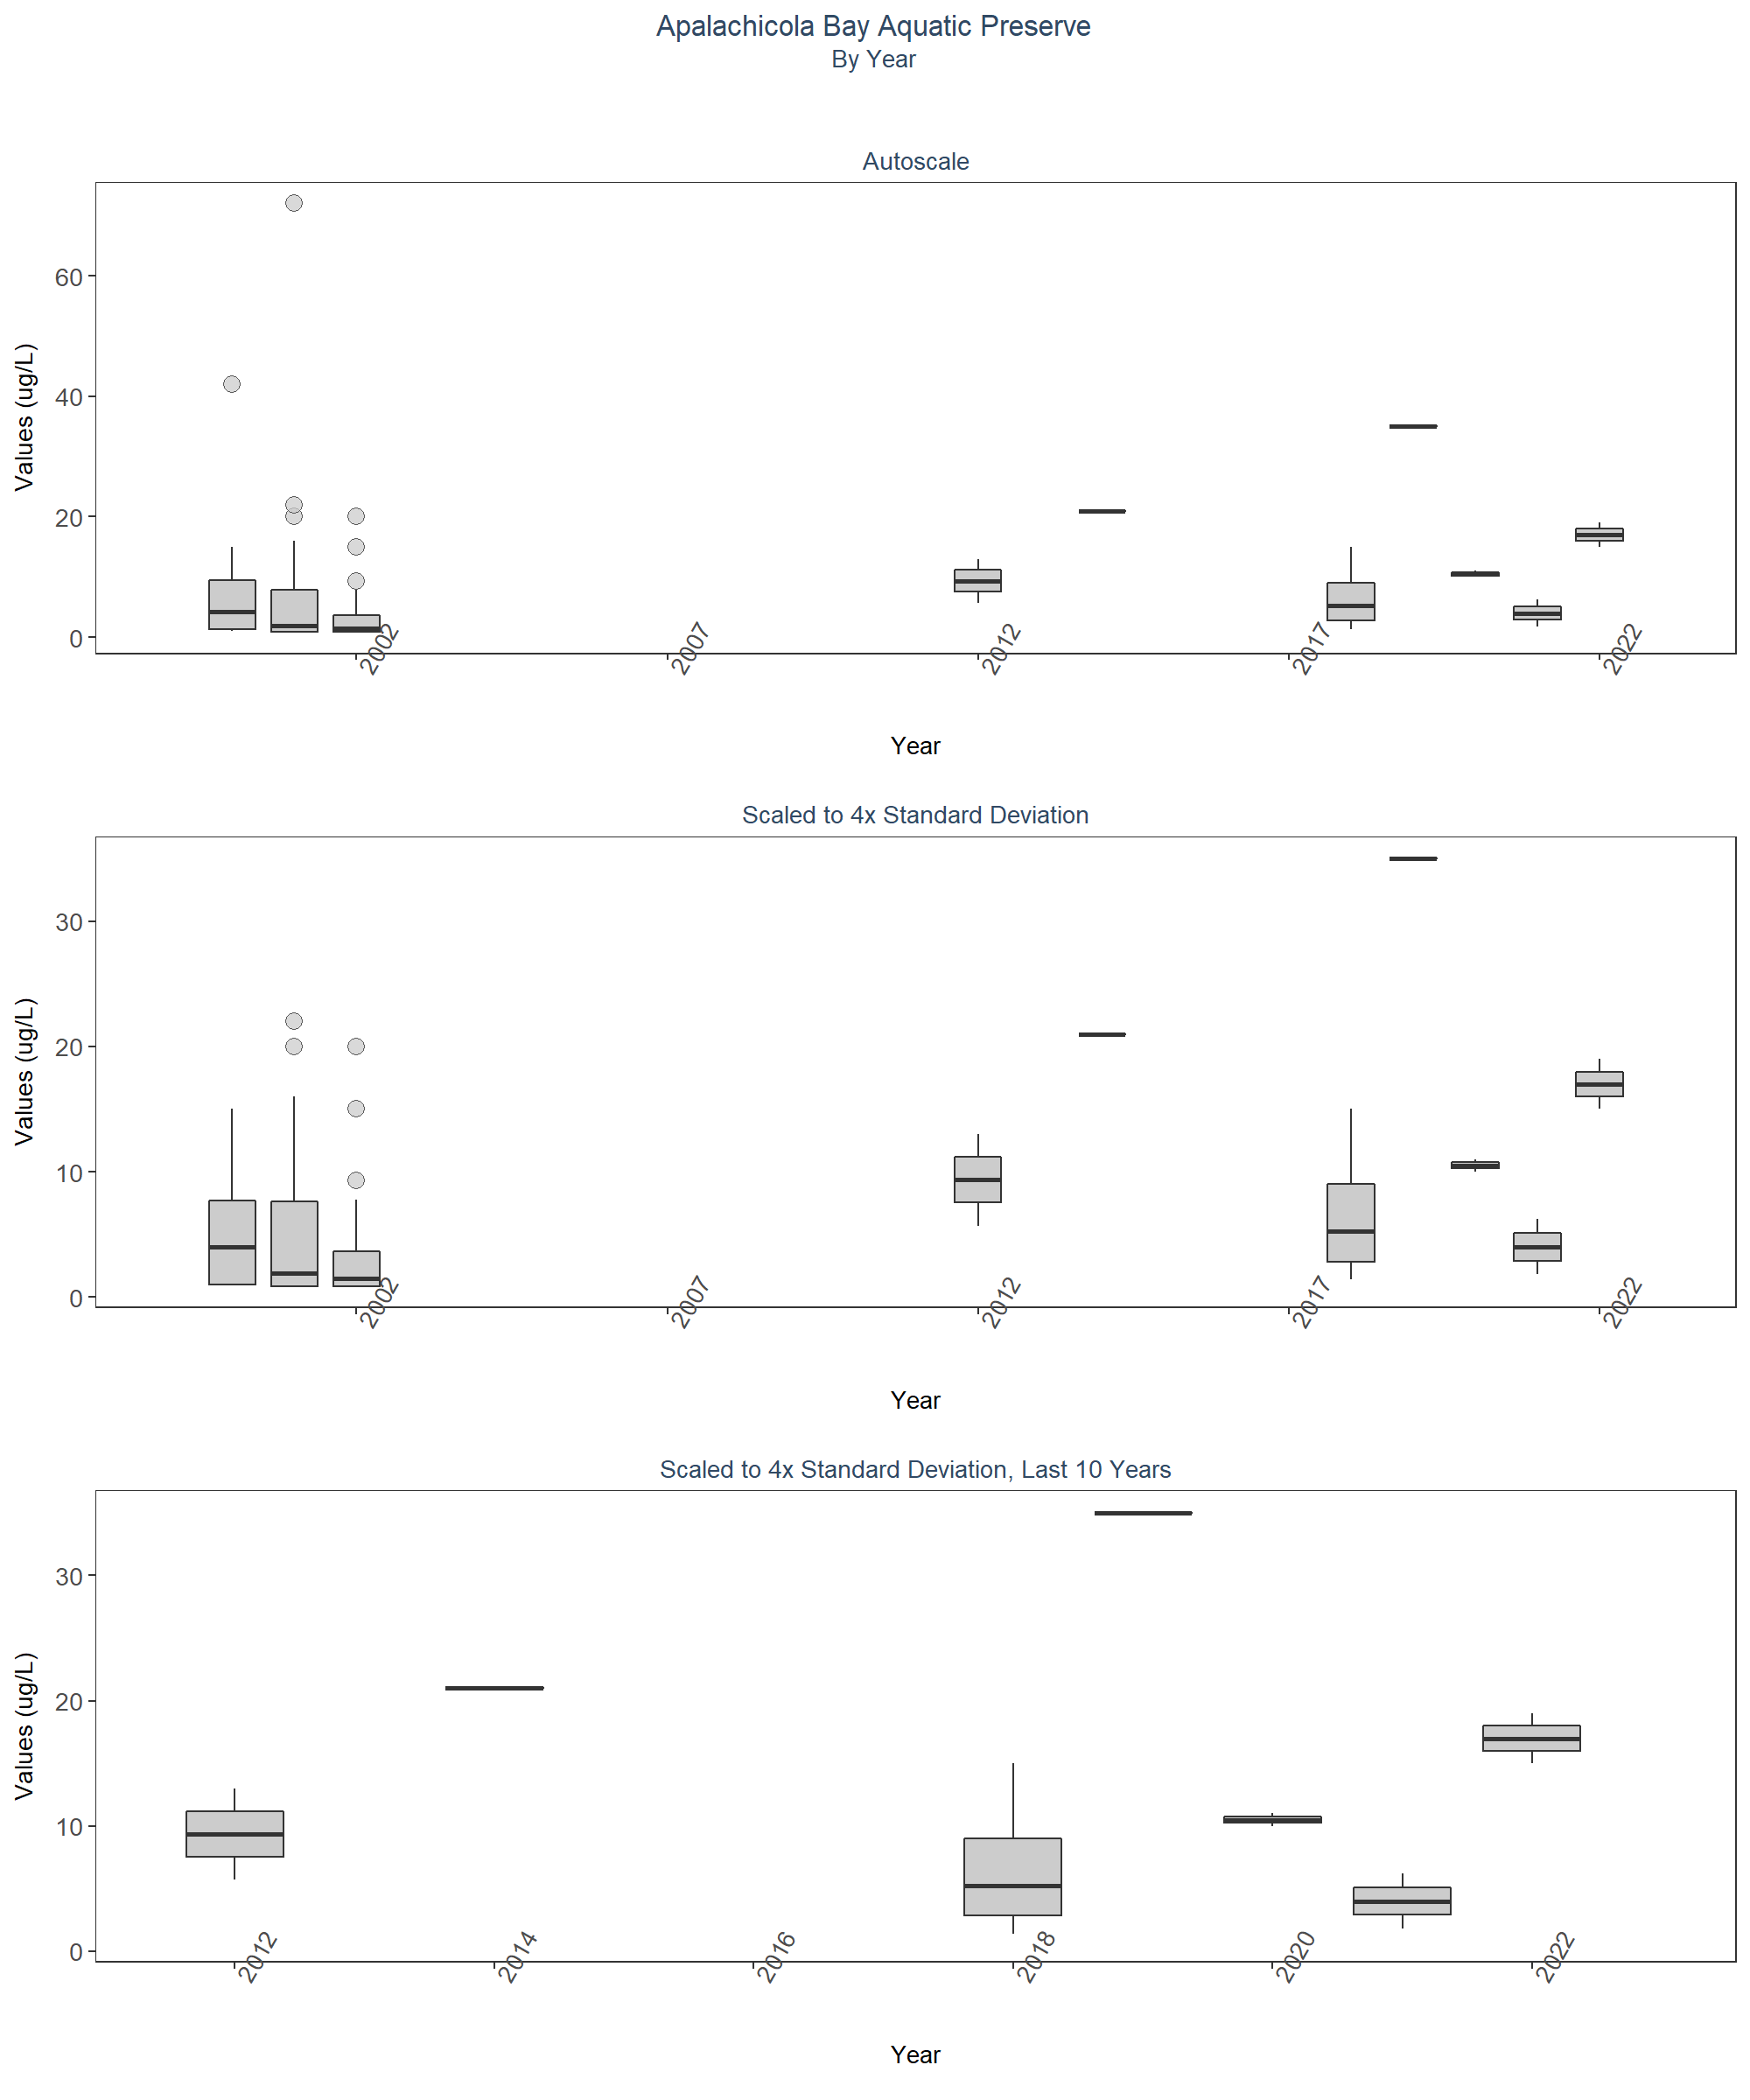 Apalachicola Bay Aquatic Preserve
By Year
Autoscale
Values (ug/L)
60
40
20
0
2002 2007 2012 2017 2022
Year
Scaled to 4x Standard Deviation
Values (ug/L)
30
20
10
0
2002 2007 2012 2017 2022
Year
Scaled to 4x Standard Deviation, Last 10 Years
Values (ug/L)
30
20
10
0
2012 2014 2016 2018 2020 2022
Year